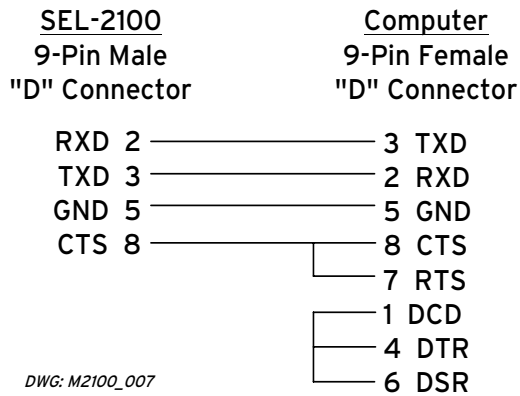 SEL-2100 Computer
9-Pin Male 9-Pin Female
"D" Connector "D" Connector
RXD 2 3 TXD
TXD 3 2 RXD
GND 5 5 GND
CTS 8 8 CTS
7 RTS
1 DCD
4 DTR
DWG: M2100_007 6 DSR